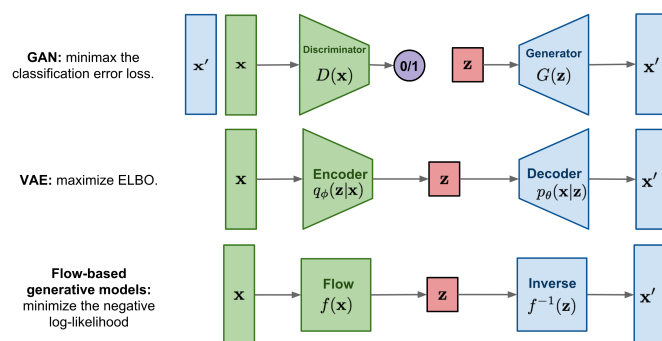 GAN: minimax the
classification error loss.
x′
x
Discriminator
D(x)
0/1
z
Generator
G(z)
x′
VAE: maximize ELBO.
x
Encoder
qϕ(z|x)
z
Decoder
pθ(x|z)
x′
Flow-based
generative models:
minimize the negative
log-likelihood
x
Flow
f(x)
z
Inverse
f⁻¹(z)
x′